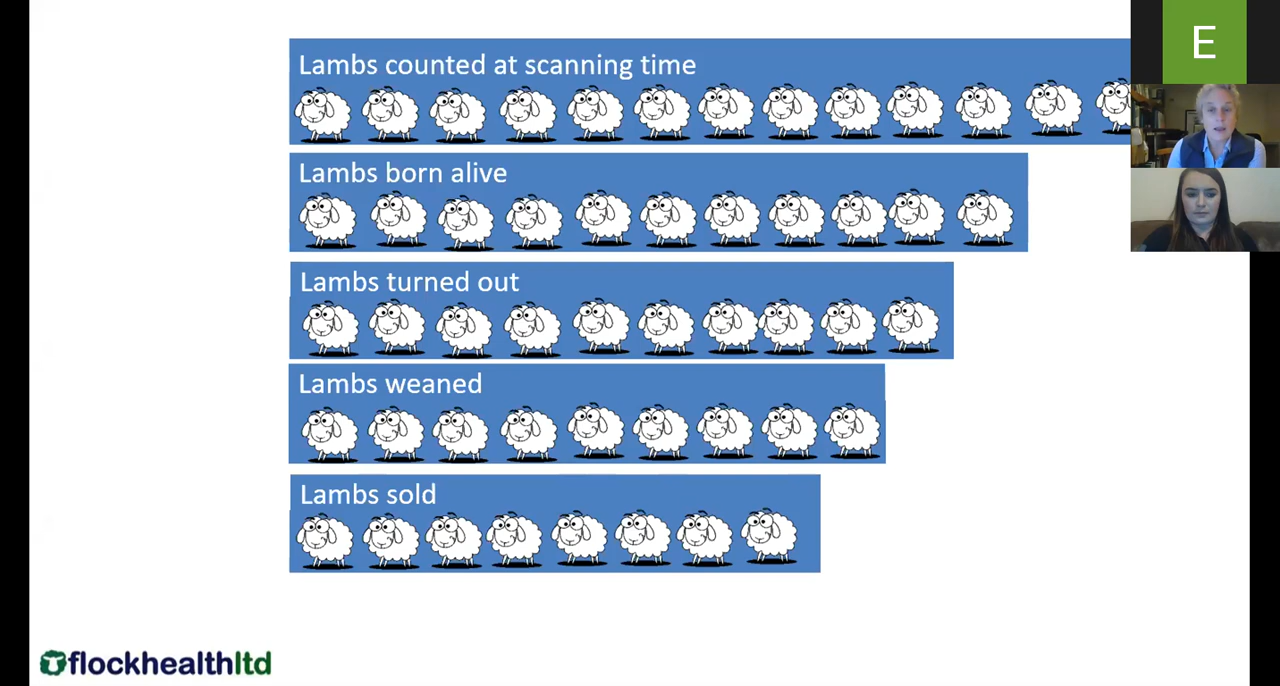 Lambs counted at scanning time
E
Lambs born alive
Lambs turned out
Lambs weaned
Lambs sold
flockhealthltd